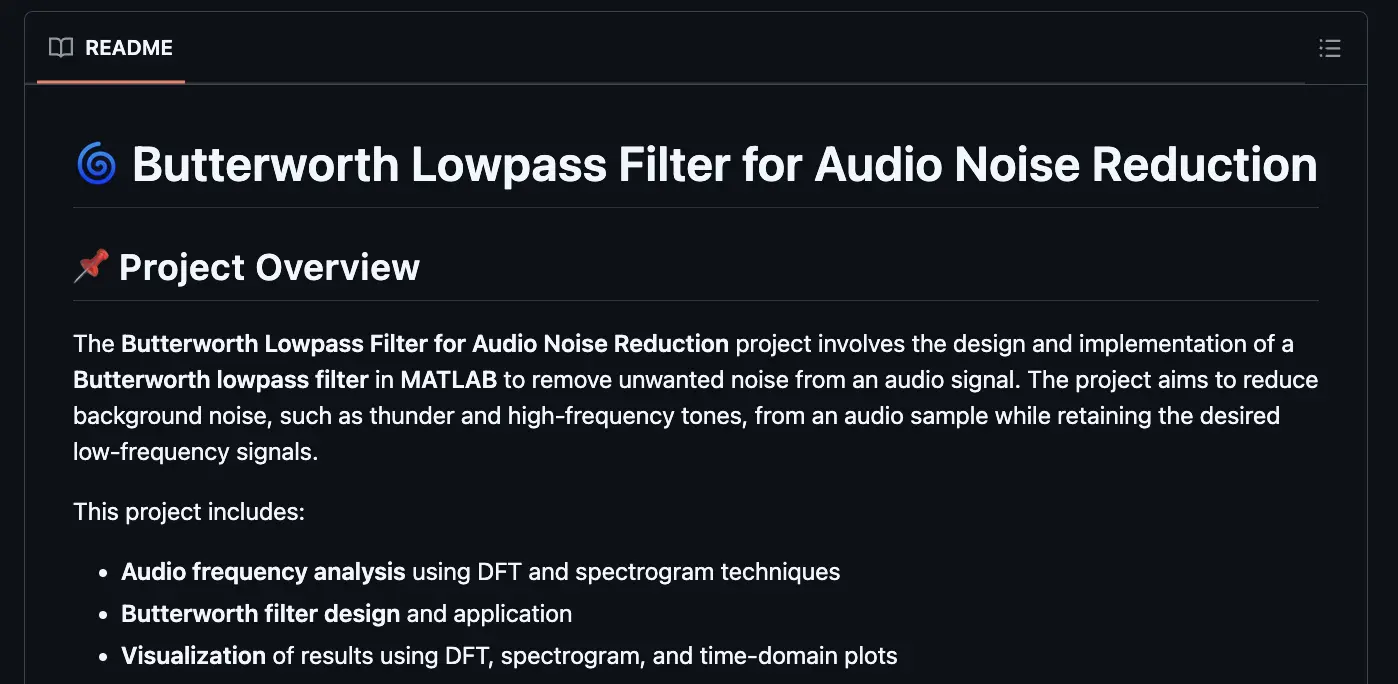 README
🌀 Butterworth Lowpass Filter for Audio Noise Reduction
📌 Project Overview
The Butterworth Lowpass Filter for Audio Noise Reduction project involves the design and implementation of a
Butterworth lowpass filter in MATLAB to remove unwanted noise from an audio signal. The project aims to reduce
background noise, such as thunder and high-frequency tones, from an audio sample while retaining the desired
low-frequency signals.
This project includes:
• Audio frequency analysis using DFT and spectrogram techniques
• Butterworth filter design and application
• Visualization of results using DFT, spectrogram, and time-domain plots